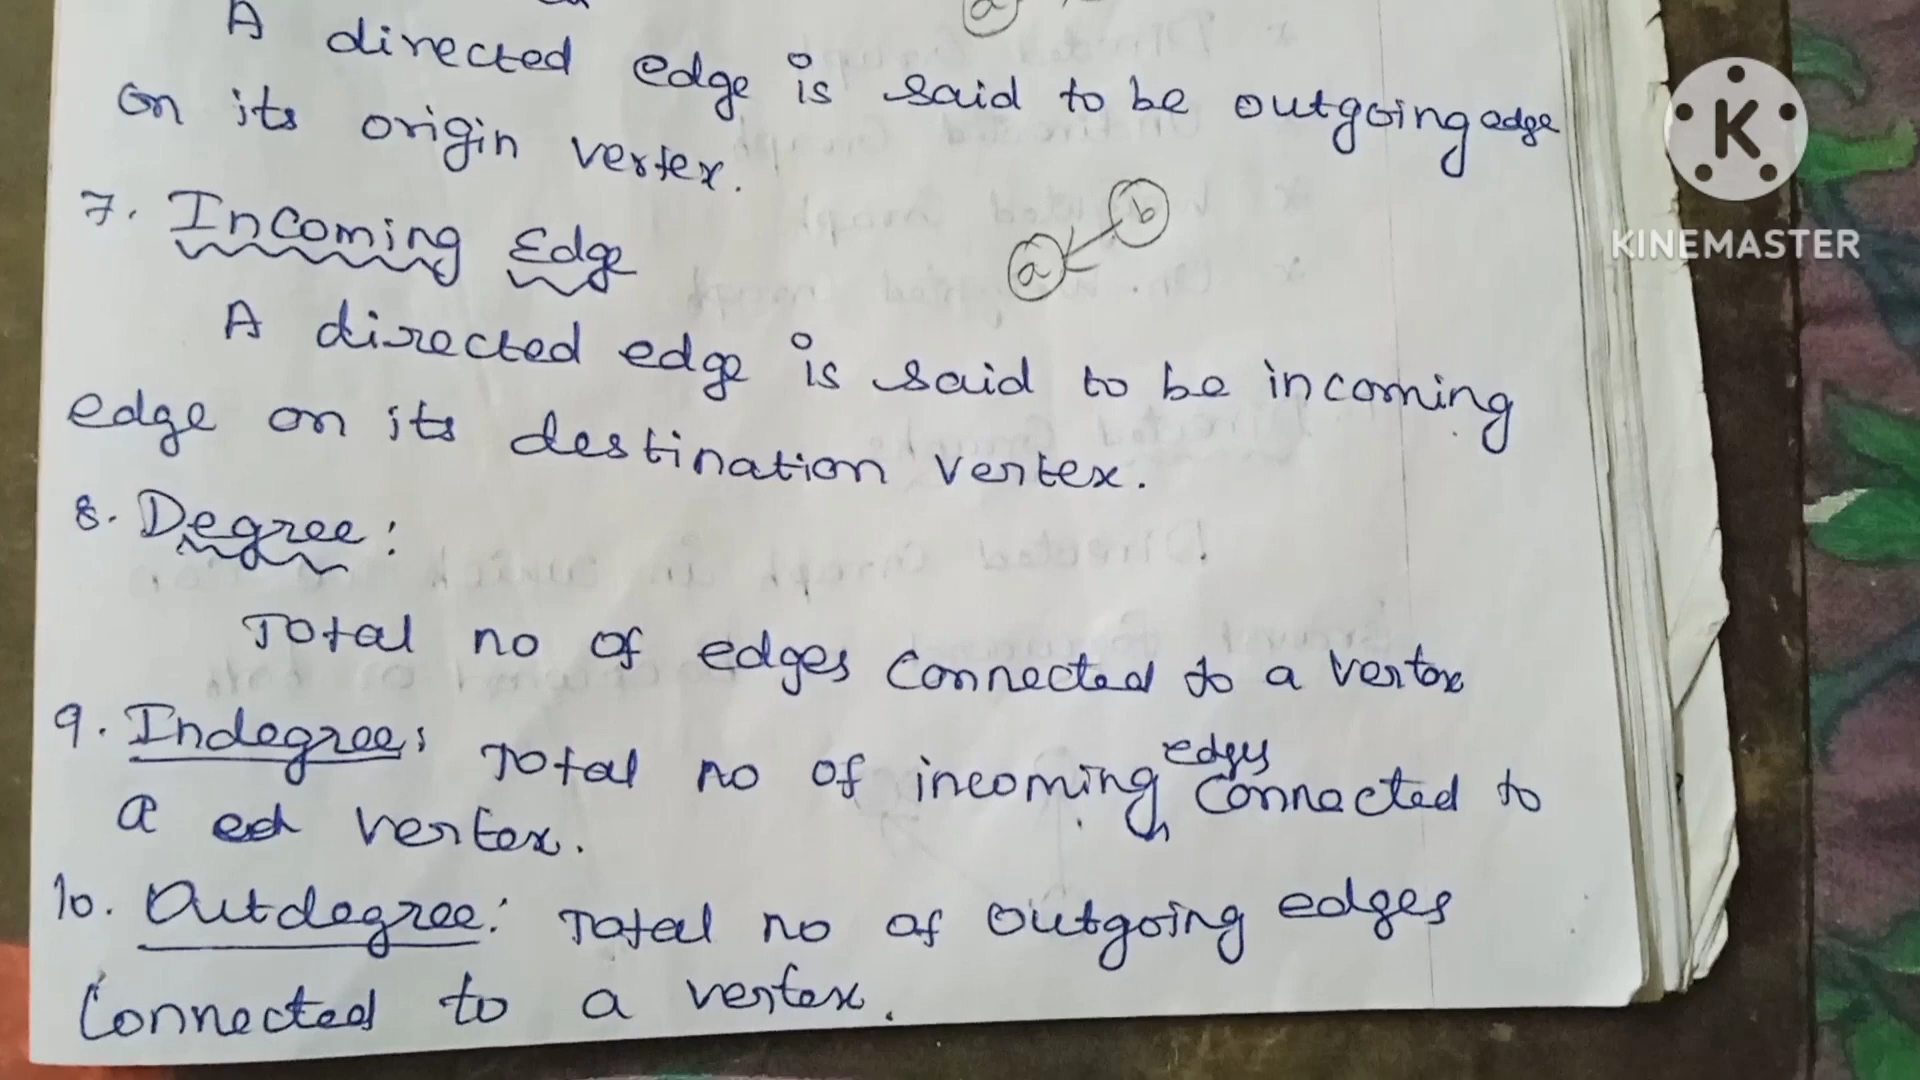 A directed edge is said to be outgoing edge
on its origin vertex.
7. Incoming Edge
b
a
A directed edge is said to be incoming
edge on its destination vertex.
8. Degree:
Total no of edges connected to a vertex
9. Indegree: Total no of incoming edges connected to
a vertex.
10. Outdegree: Total no of outgoing edges
connected to a vertex.
K
KINEMASTER